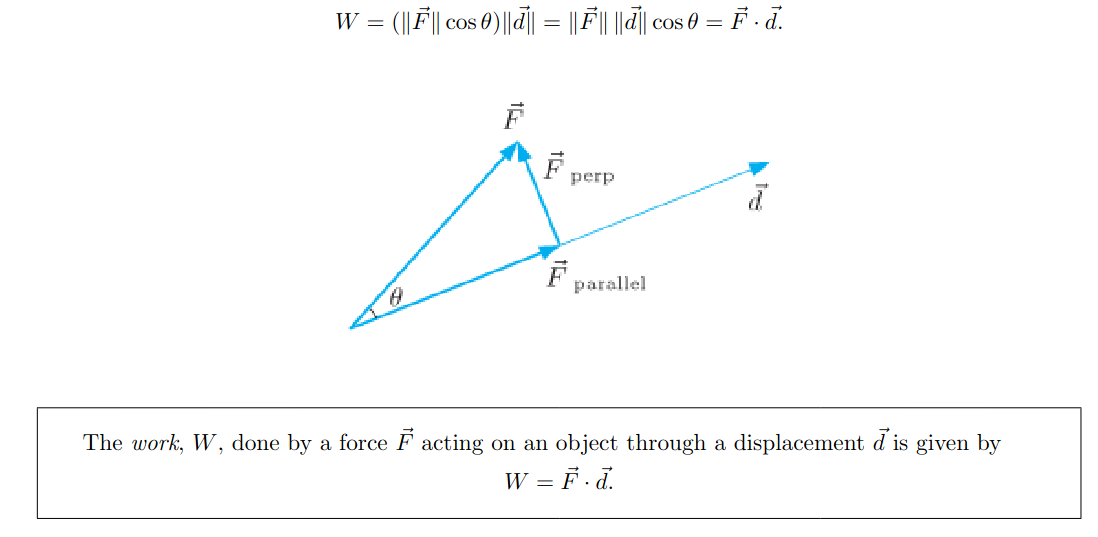 W = (‖F⃗‖ cos θ)‖d⃗‖ = ‖F⃗‖ ‖d⃗‖ cos θ = F⃗ · d⃗.
F⃗
F⃗ perp
d⃗
F⃗ parallel
θ
The work, W, done by a force F⃗ acting on an object through a displacement d⃗ is given by
W = F⃗ · d⃗.